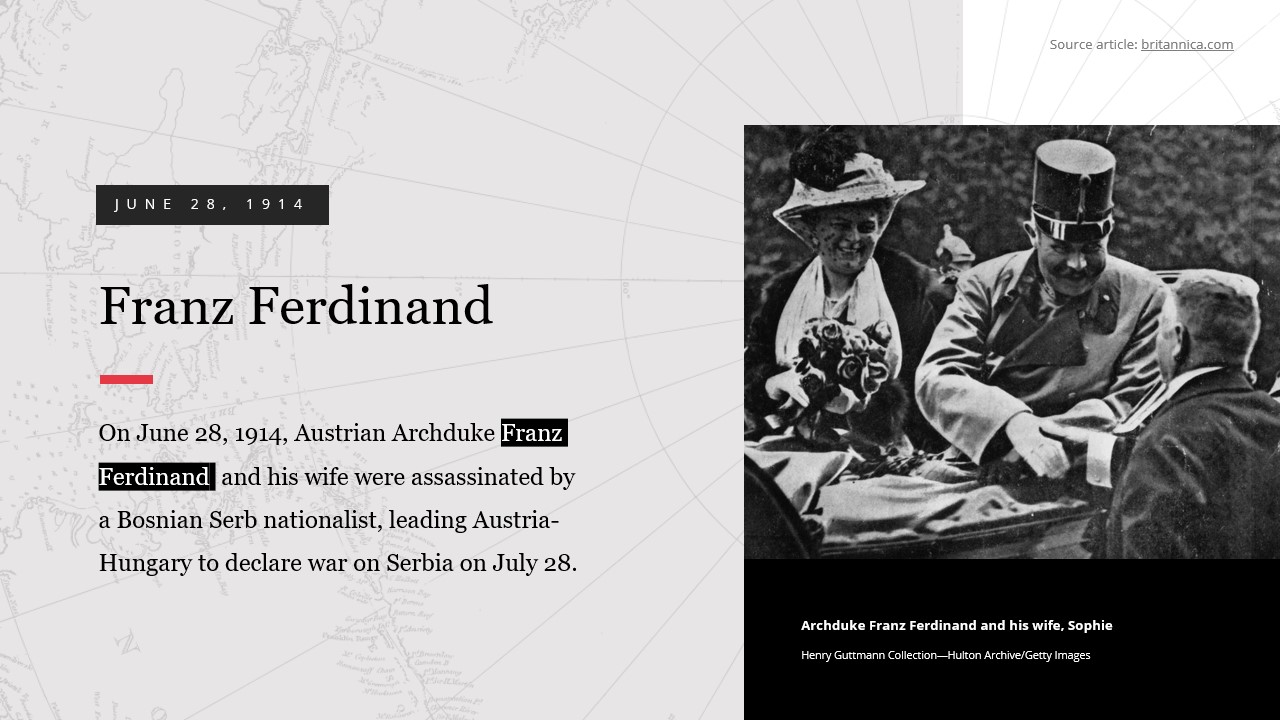 Source article: britannica.com
JUNE 28, 1914
Franz Ferdinand
On June 28, 1914, Austrian Archduke Franz
Ferdinand and his wife were assassinated by
a Bosnian Serb nationalist, leading Austria-
Hungary to declare war on Serbia on July 28.
Archduke Franz Ferdinand and his wife, Sophie
Henry Guttmann Collection—Hulton Archive/Getty Images